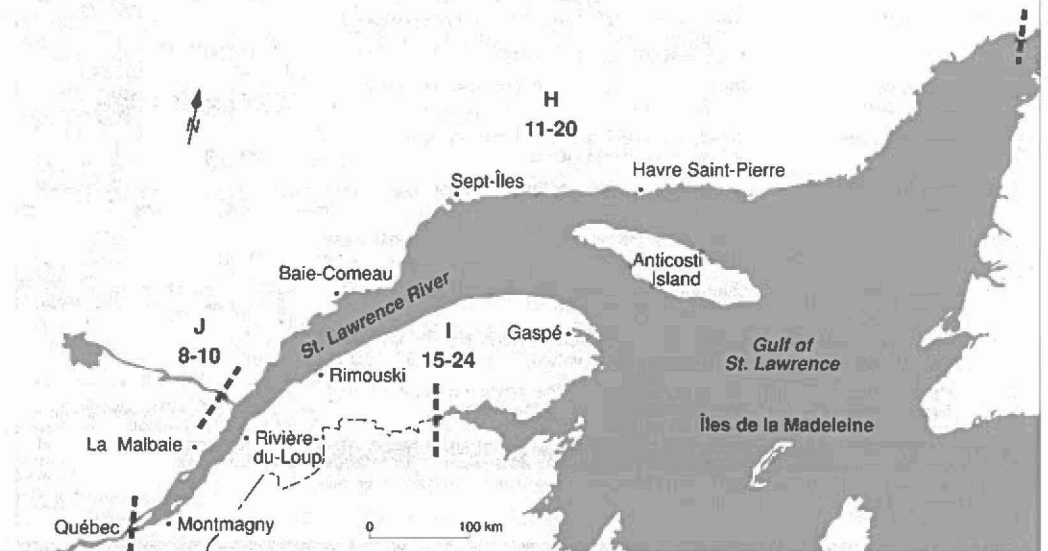 N
H
11-20
Sept-Îles
Havre Saint-Pierre
Baie-Comeau
Anticosti
Island
St. Lawrence River
J
8-10
I
15-24
Gaspé
Gulf of
St. Lawrence
Rimouski
Îles de la Madeleine
La Malbaie
Rivière-
du-Loup
Québec
Montmagny
0 100 km